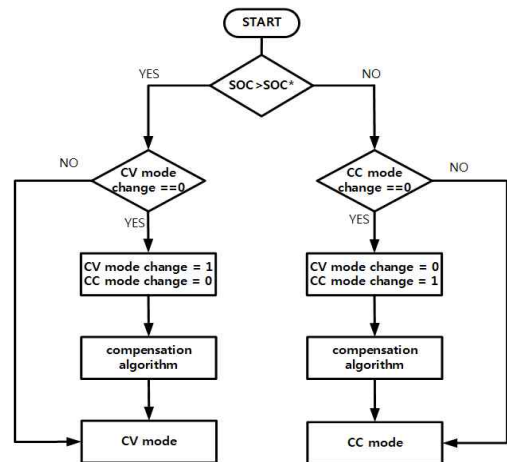 START
SOC>SOC*
YES
NO
CV mode
change ==0
CC mode
change ==0
NO
NO
YES
YES
CV mode change = 1
CC mode change = 0
CV mode change = 0
CC mode change = 1
compensation
algorithm
compensation
algorithm
CV mode
CC mode